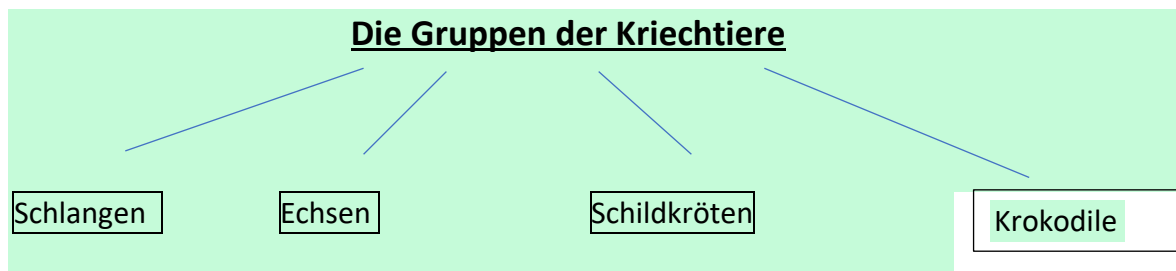 Die Gruppen der Kriechtiere
Schlangen
Echsen
Schildkröten
Krokodile